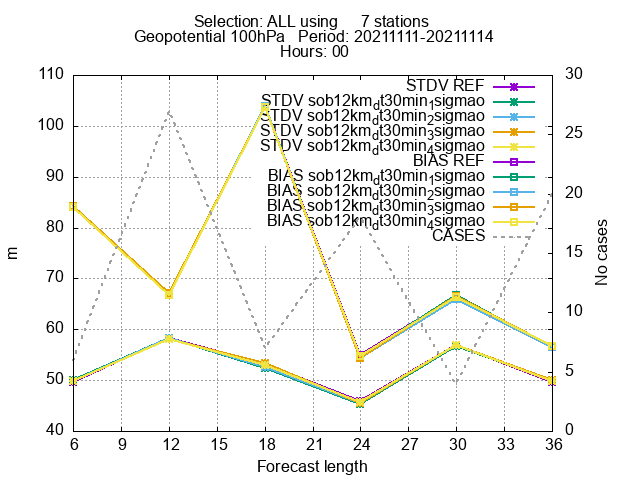 Selection: ALL using 7 stations
Geopotential 100hPa Period: 20211111-20211114
Hours: 00
110
100
90
80
70
60
50
40
m
30
25
20
15
10
5
0
No cases
STDV REF
STDV sob12km_dt30min_1sigmao
STDV sob12km_dt30min_2sigmao
STDV sob12km_dt30min_3sigmao
STDV sob12km_dt30min_4sigmao
BIAS REF
BIAS sob12km_dt30min_1sigmao
BIAS sob12km_dt30min_2sigmao
BIAS sob12km_dt30min_3sigmao
BIAS sob12km_dt30min_4sigmao
CASES
6 9 12 15 18 21 24 27 30 33 36
Forecast length